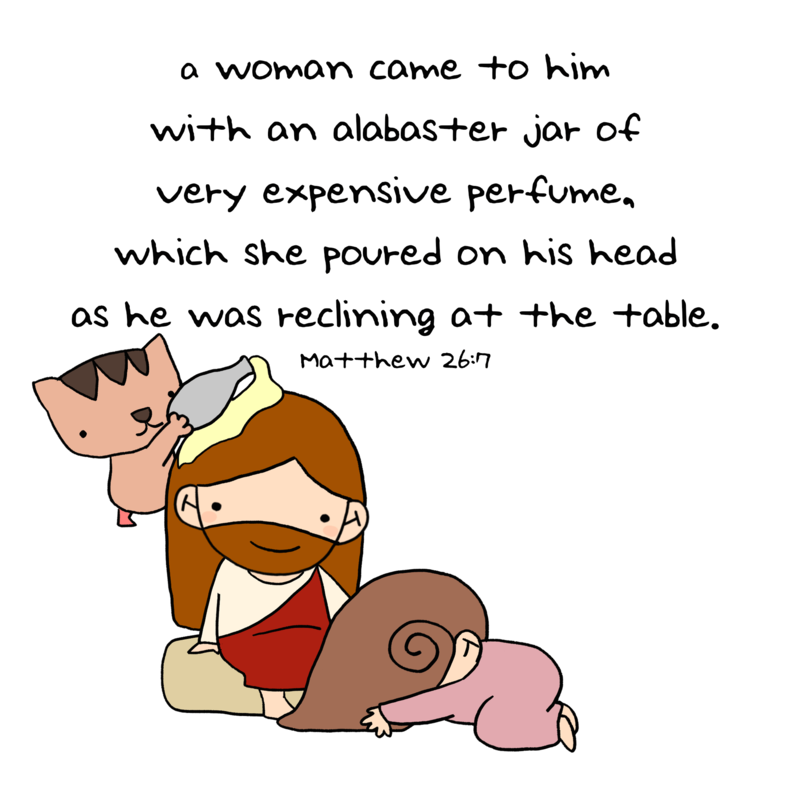 a woman came to him
with an alabaster jar of
very expensive perfume,
which she poured on his head
as he was reclining at the table.
Matthew 26:7